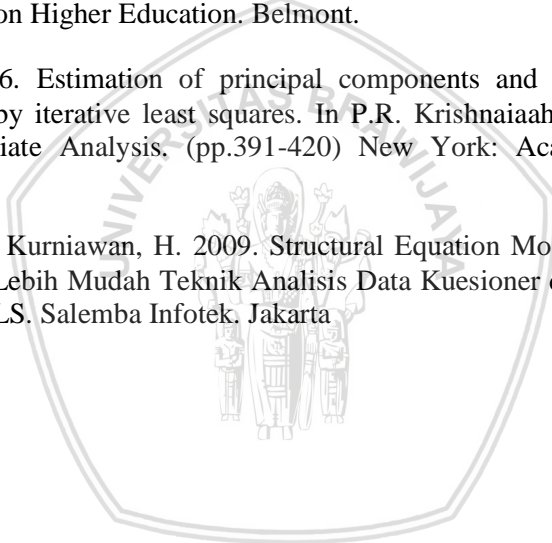 on Higher Education. Belmont.
6. Estimation of principal components and
by iterative least squares. In P.R. Krishnaiaah
iate Analysis. (pp.391-420) New York: Aca
UNIVERSITAS BRAWIJAYA
Kurniawan, H. 2009. Structural Equation Mo
Lebih Mudah Teknik Analisis Data Kuesioner
LS. Salemba Infotek. Jakarta